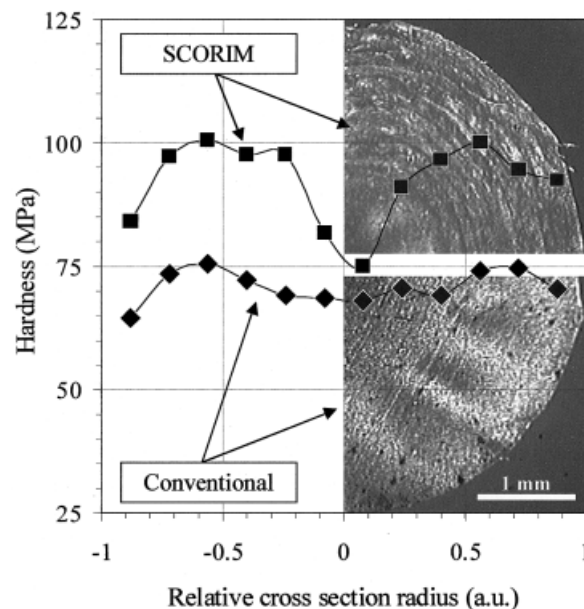 125
SCORIM
100
Hardness (MPa)
75
50
Conventional
1 mm
25
-1
-0.5
0
0.5
1
Relative cross section radius (a.u.)